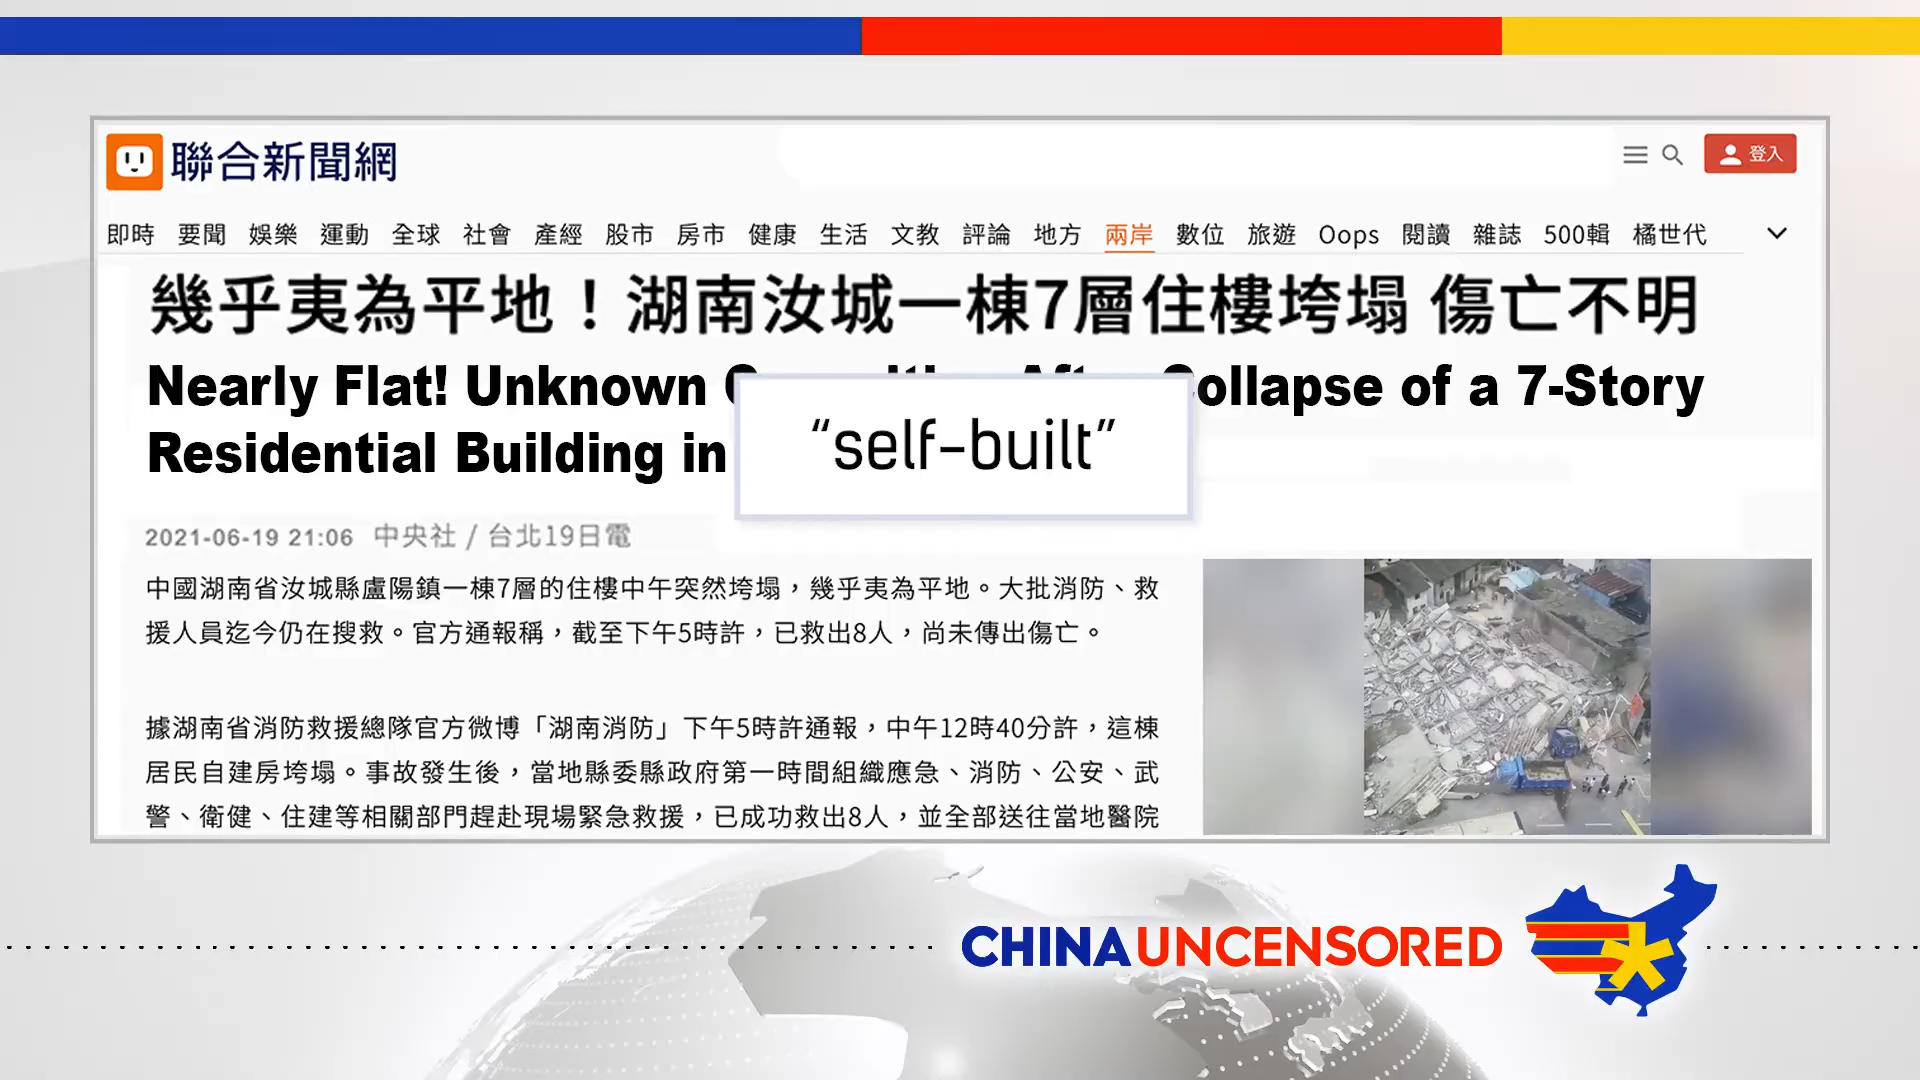 聯合新聞網
登入
即時 要聞 娛樂 運動 全球 社會 產經 股市 房市 健康 生活 文教 評論 地方 兩岸 數位 旅遊 Oops 閱讀 雜誌 500輯 橘世代
幾乎夷為平地！湖南汝城一棟7層住樓垮塌 傷亡不明
Nearly Flat! Unknown Collapse of a 7-Story
Residential Building in
“self-built”
2021-06-19 21:06 中央社 / 台北19日電
中國湖南省汝城縣盧陽鎮一棟7層的住樓中午突然垮塌，幾乎夷為平地。大批消防、救
援人員迄今仍在搜救。官方通報稱，截至下午5時許，已救出8人，尚未傳出傷亡。
據湖南省消防救援總隊官方微博「湖南消防」下午5時許通報，中午12時40分許，這棟
居民自建房垮塌。事故發生後，當地縣委縣政府第一時間組織應急、消防、公安、武
警、衛健、住建等相關部門趕赴現場緊急救援，已成功救出8人，並全部送往當地醫院
CHINA UNCENSORED